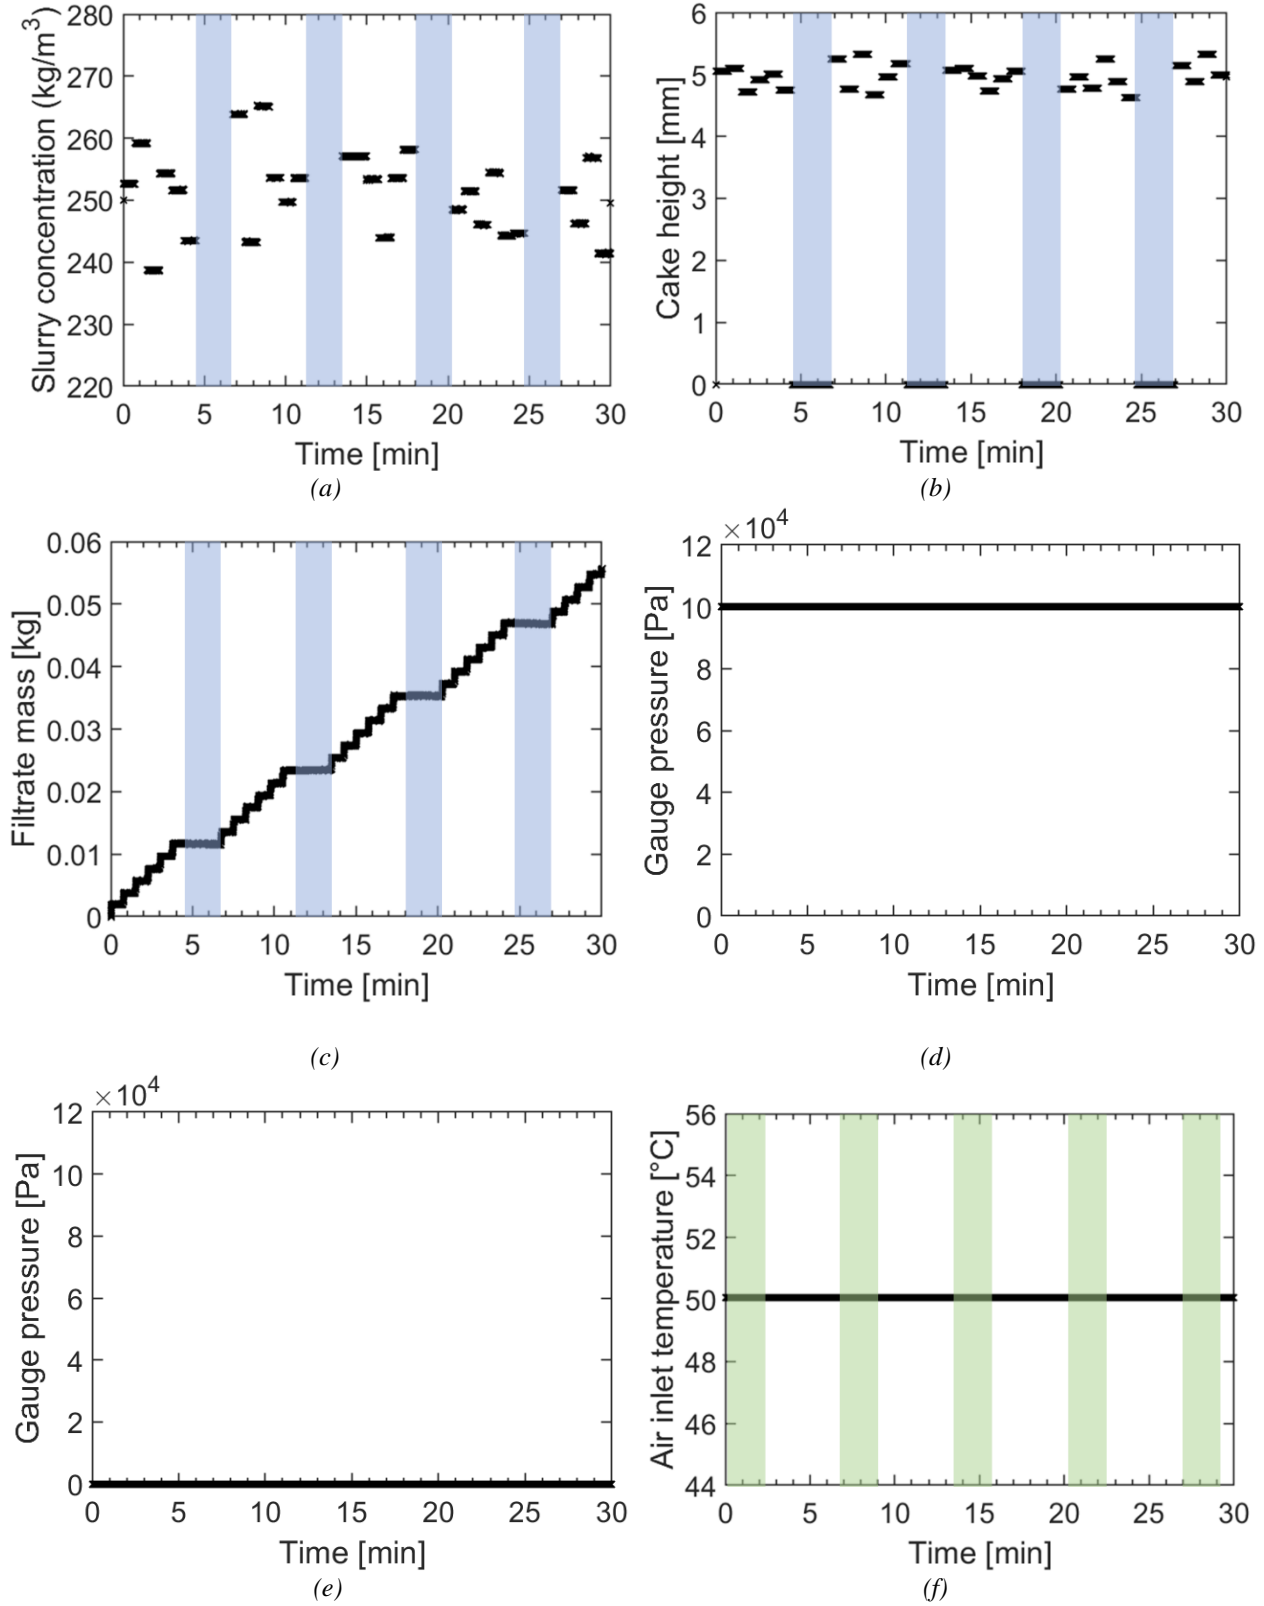 280
270
260
250
240
230
220
Slurry concentration (kg/m³)
0 5 10 15 20 25 30
Time [min]
(a)
6
5
4
3
2
1
0
Cake height [mm]
0 5 10 15 20 25 30
Time [min]
(b)
0.06
0.05
0.04
0.03
0.02
0.01
0
Filtrate mass [kg]
0 5 10 15 20 25 30
Time [min]
(c)
×10⁴
12
10
8
6
4
2
0
Gauge pressure [Pa]
0 5 10 15 20 25 30
Time [min]
(d)
×10⁴
12
10
8
6
4
2
0
Gauge pressure [Pa]
0 5 10 15 20 25 30
Time [min]
(e)
56
54
52
50
48
46
44
Air inlet temperature [°C]
0 5 10 15 20 25 30
Time [min]
(f)